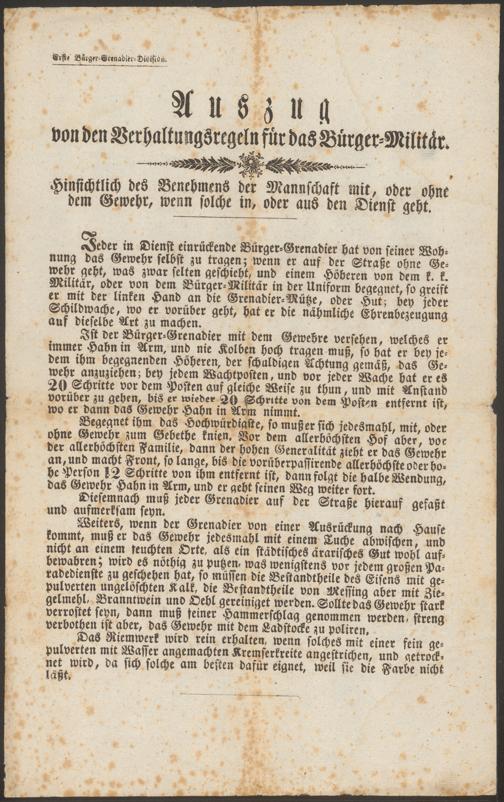 Erste Bürger-Grenadier-Division.
Auszug
von den Verhaltungsregeln für das Bürger-Militär.
Hinsichtlich des Benehmens der Mannschaft mit, oder ohne
dem Gewehr, wenn solche in, oder aus den Dienst geht.
Jeder in Dienst einrückende Bürger-Grenadier hat von seiner Woh-
nung das Gewehr selbst zu tragen; wenn er auf der Straße ohne Ge-
wehr geht, was zwar selten geschieht, und einem Höheren von dem k. k.
Militär, oder von dem Bürger-Militär in der Uniform begegnet, so greift
er mit der linken Hand an die Grenadier-Mütze, oder Hut; bey jeder
Schildwache, wo er vorüber geht, hat er die nähmliche Ehrenbezeugung
auf dieselbe Art zu machen.
Ist der Bürger-Grenadier mit dem Gewehre versehen, welches er
immer Hahn in Arm, und nie Kolben hoch tragen muß, so hat er bey je-
dem ihm begegnenden Höheren, der schuldigen Achtung gemäß, das Ge-
wehr anzuziehen; bey jedem Wachtposten, und vor jeder Wache hat er es
20 Schritte vor dem Posten auf gleiche Weise zu thun, und mit Anstand
vorüber zu gehen, bis er wieder 20 Schritte von dem Posten entfernt ist,
wo er dann das Gewehr Hahn in Arm nimmt.
Begegnet ihm das Hochwürdigste, so muß er sich jedesmahl, mit, oder
ohne Gewehr zum Gebethe knien. Vor dem allerhöchsten Hof aber, vor
der allerhöchsten Familie, dann der hohen Generalität zieht er das Gewehr
an, und macht Front, so lange, bis die vorüberpassirende allerhöchste oder ho-
he Person 12 Schritte von ihm entfernt ist, dann folgt die halbe Wendung,
das Gewehr Hahn in Arm, und er geht seinen Weg weiter fort.
Diesemnach muß jeder Grenadier auf der Straße hierauf gefaßt
und aufmerksam seyn.
Weiters, wenn der Grenadier von einer Ausrückung nach Hause
kommt, muß er das Gewehr jedesmahl mit einem Tuche abwischen, und
nicht an einem feuchten Orte, als ein städtisches ärarisches Gut wohl auf-
bewahren; wird es nöthig zu putzen, was wenigstens vor jedem großen Pa-
radedienste zu geschehen hat, so müssen die Bestandtheile des Eisens mit ge-
pulverten ungelöschten Kalk, die Bestandtheile von Messing aber mit Zie-
gelmehl, Branntwein und Oehl gereiniget werden. Sollte das Gewehr stark
verrostet seyn, dann muß feiner Hammerschlag genommen werden, streng
verbothen ist aber, das Gewehr mit dem Ladstocke zu poliren.
Das Riemwerk wird rein erhalten, wenn solches mit einer fein ge-
pulverten mit Wasser angemachten Kremserkreite angestrichen, und getrock-
net wird, da sich solche am besten dafür eignet, weil sie die Farbe nicht
läßt.